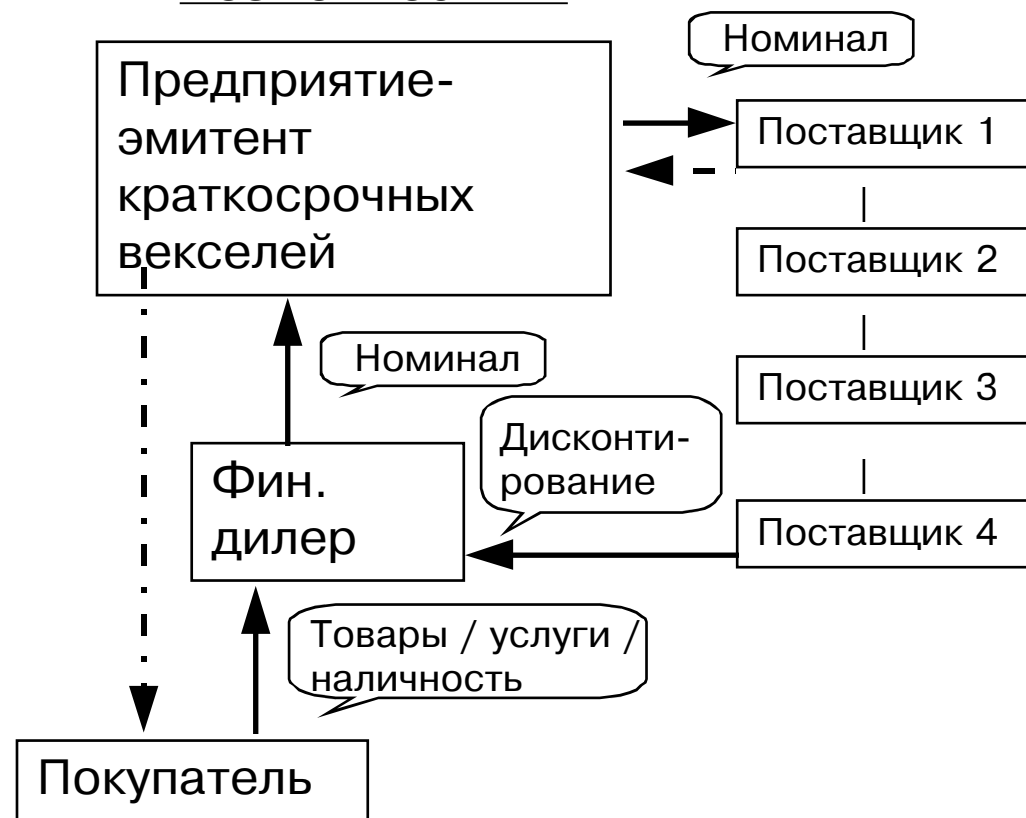 Номинал
Предприятие-
эмитент
краткосрочных
векселей
Поставщик 1
Поставщик 2
Номинал
Поставщик 3
Дисконти-
рование
Фин.
дилер
Поставщик 4
Товары / услуги /
наличность
Покупатель